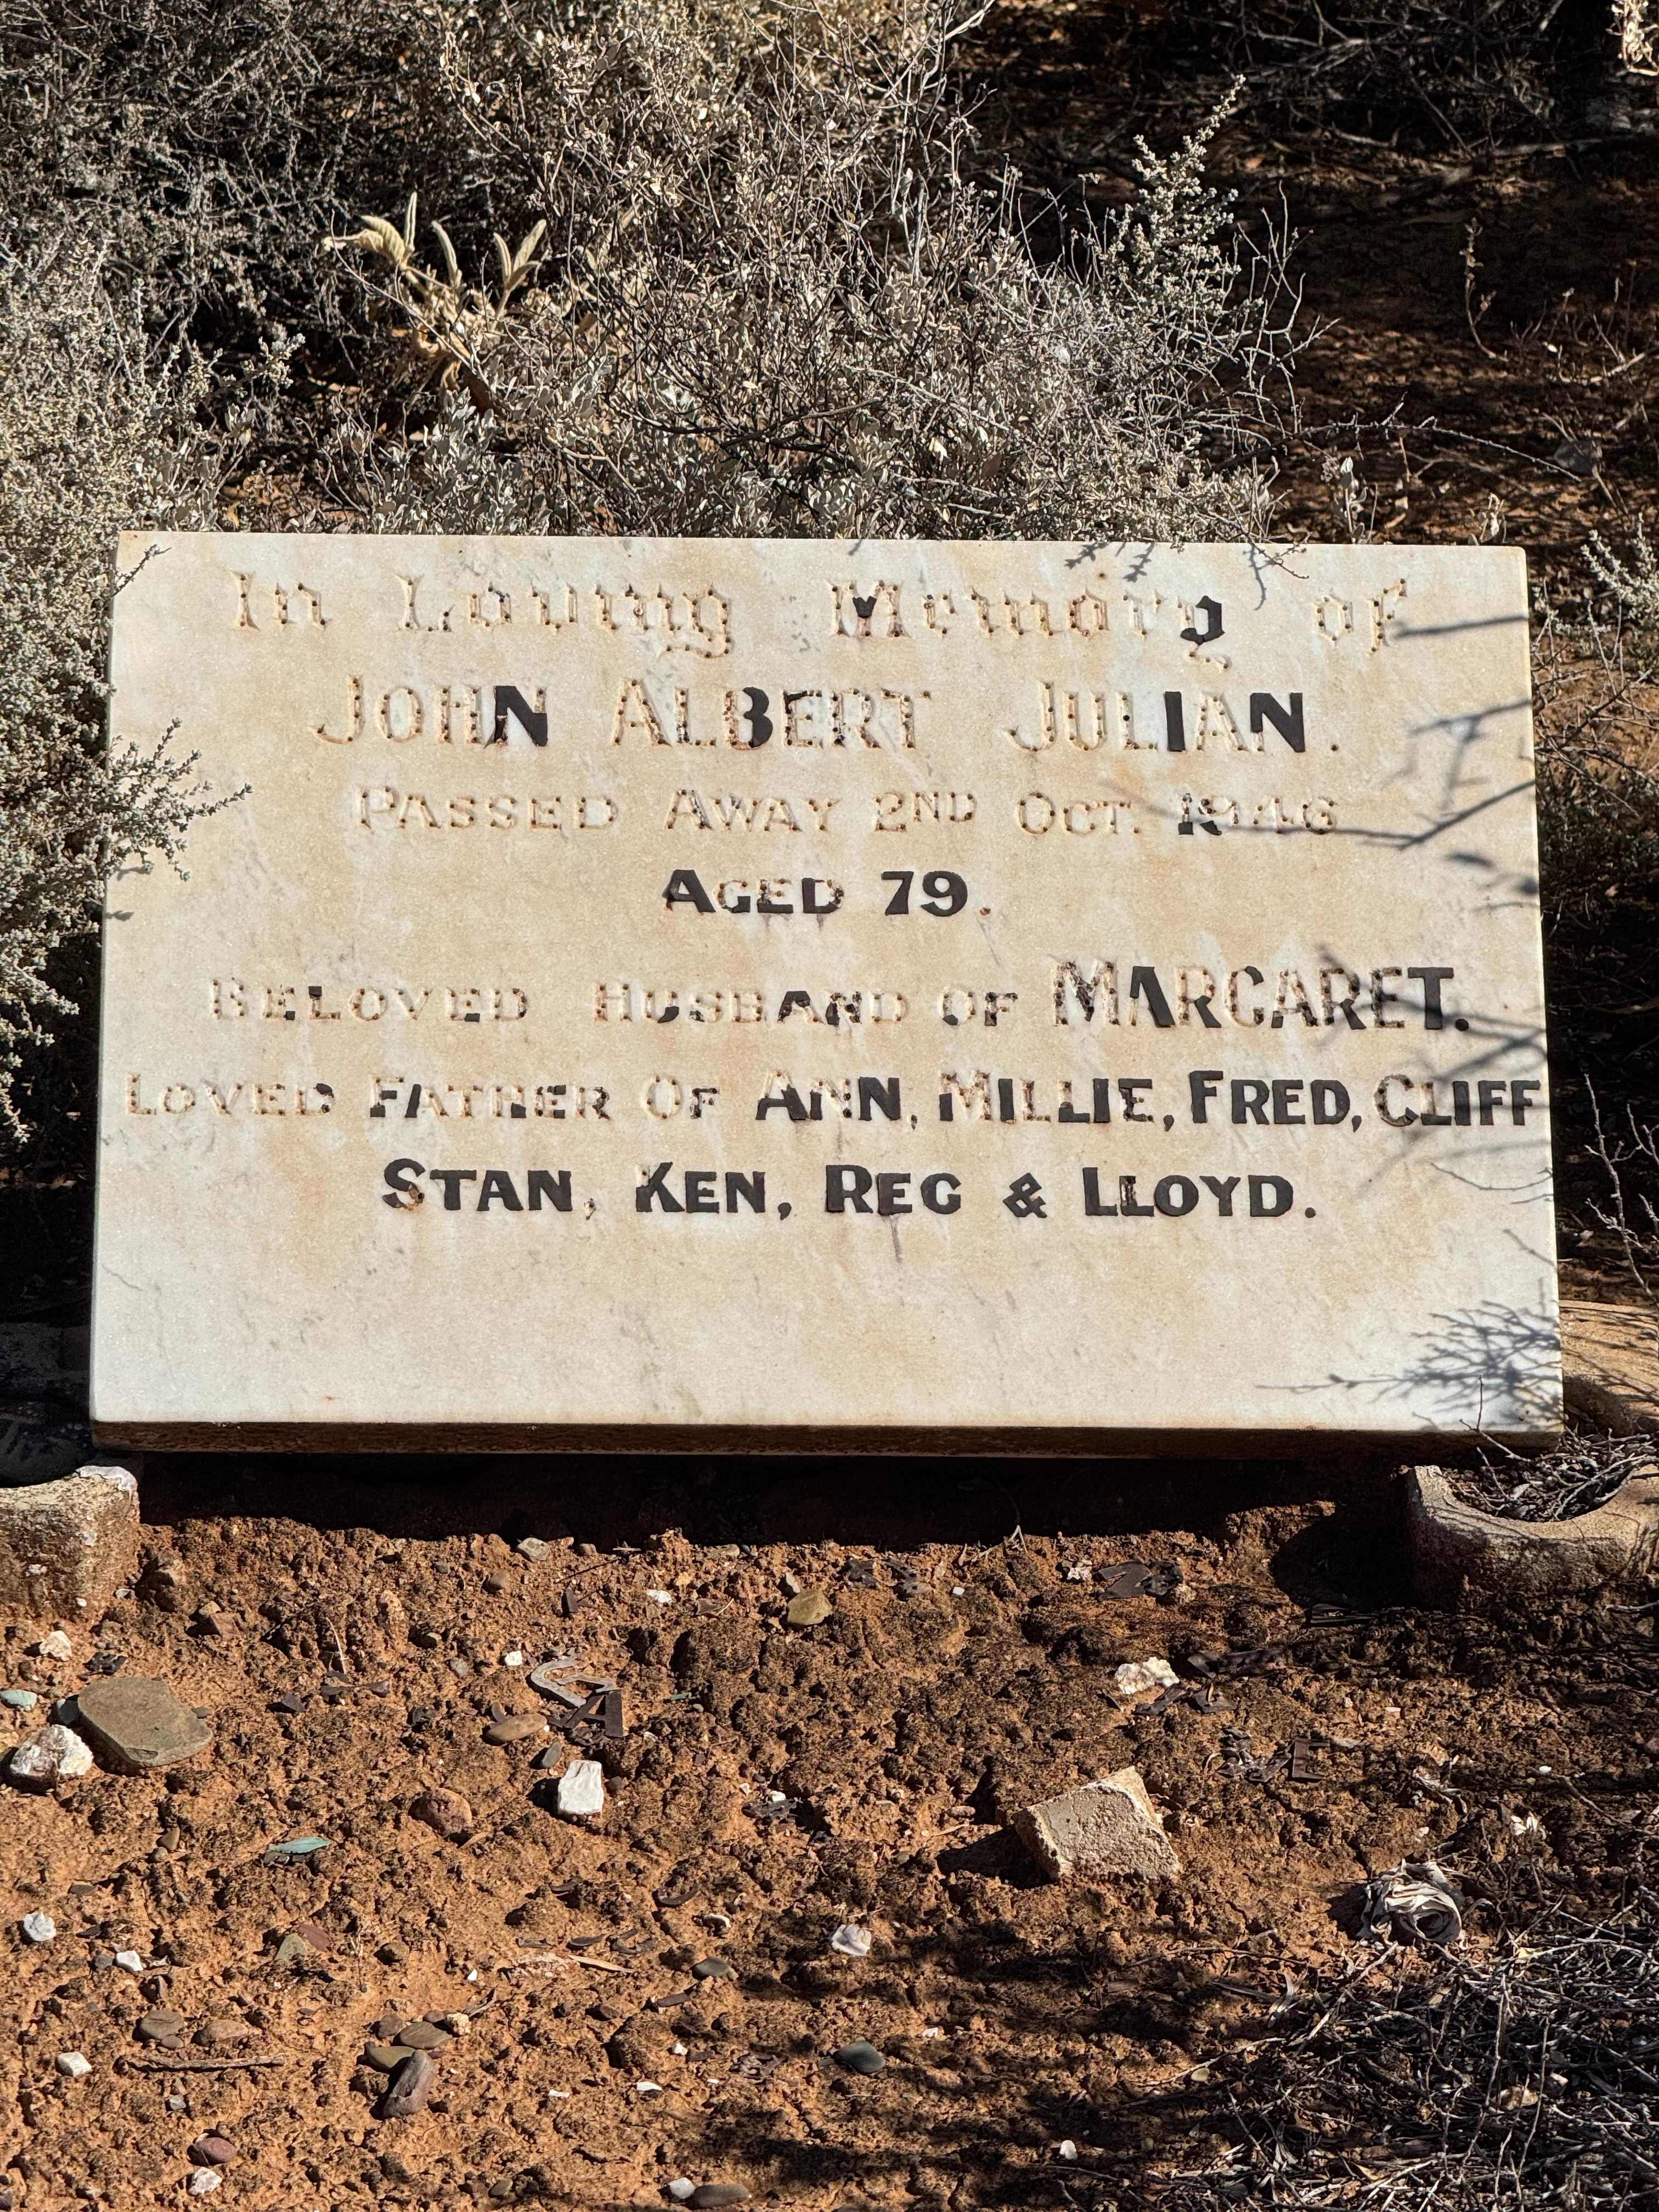 In Loving Memory of
JOHN ALBERT JULIAN.
PASSED AWAY 2ND OCT. 1946
AGED 79.
BELOVED HUSBAND OF MARGARET.
LOVED FATHER OF ANN, MILLIE, FRED, CLIFF
STAN, KEN, REG & LLOYD.